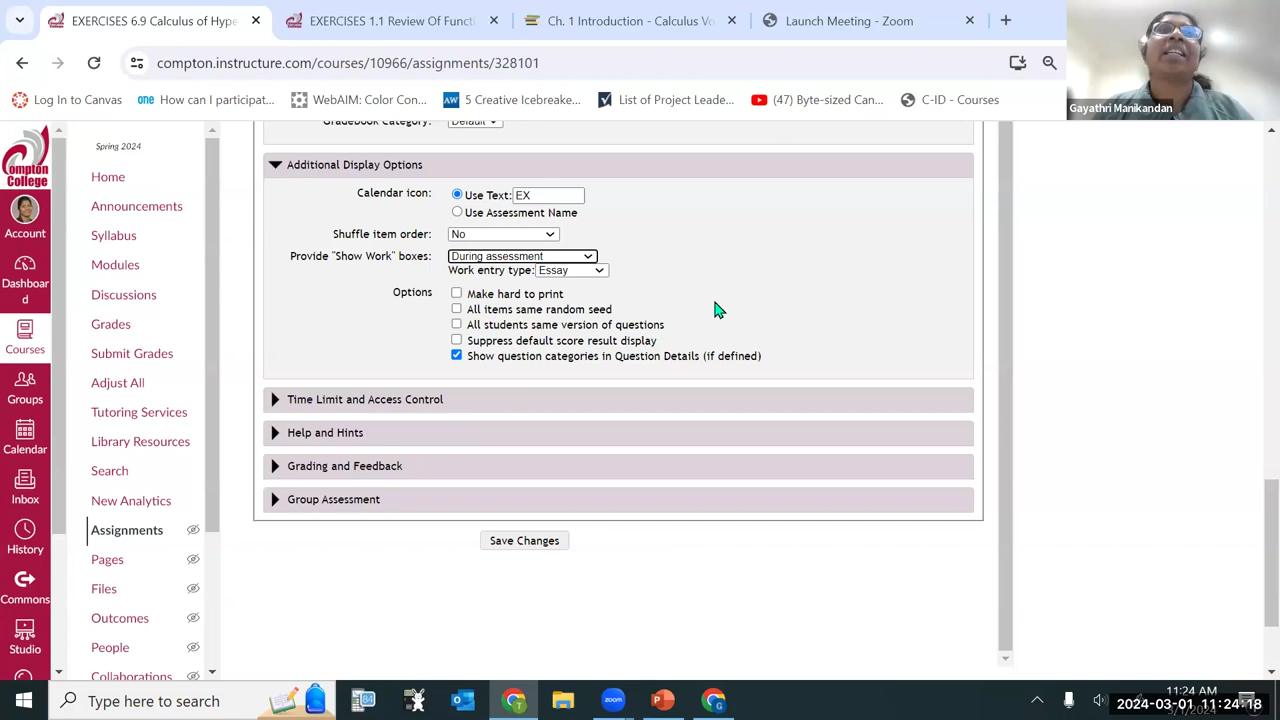 EXERCISES 6.9 Calculus of Hype
EXERCISES 1.1 Review Of Funct
Ch. 1 Introduction - Calculus Vo
Launch Meeting - Zoom
compton.instructure.com/courses/10966/assignments/328101
Log In to Canvas
one
How can I participat...
WebAIM: Color Con...
AW
5 Creative Icebreake...
List of Project Leade...
(47) Byte-sized Can...
C-ID - Courses
Gayathri Manikandan
Compton
College
Account
Dashboar
d
Courses
Groups
Calendar
Inbox
History
Commons
Studio
Spring 2024
Home
Announcements
Syllabus
Modules
Discussions
Grades
Submit Grades
Adjust All
Tutoring Services
Library Resources
Search
New Analytics
Assignments
Pages
Files
Outcomes
People
Collaborations
Gradebook Category: Default
Additional Display Options
Calendar icon: Use Text: EX
Use Assessment Name
Shuffle item order: No
Provide "Show Work" boxes: During assessment
Work entry type: Essay
Options Make hard to print
All items same random seed
All students same version of questions
Suppress default score result display
Show question categories in Question Details (if defined)
Time Limit and Access Control
Help and Hints
Grading and Feedback
Group Assessment
Save Changes
Type here to search
zoom
11:24 AM
2024-03-01 11:24:18